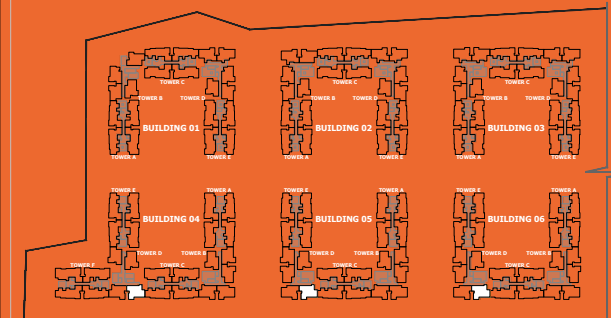 TOWER C
TOWER B TOWER D
BUILDING 01
TOWER A TOWER E
TOWER C
TOWER B TOWER D
BUILDING 02
TOWER A TOWER E
TOWER C
TOWER B TOWER D
BUILDING 03
TOWER A TOWER E
TOWER E TOWER A
BUILDING 04
TOWER D TOWER B
TOWER F TOWER C
TOWER E TOWER A
BUILDING 05
TOWER D TOWER B
TOWER C
TOWER E TOWER A
BUILDING 06
TOWER D TOWER B
TOWER C